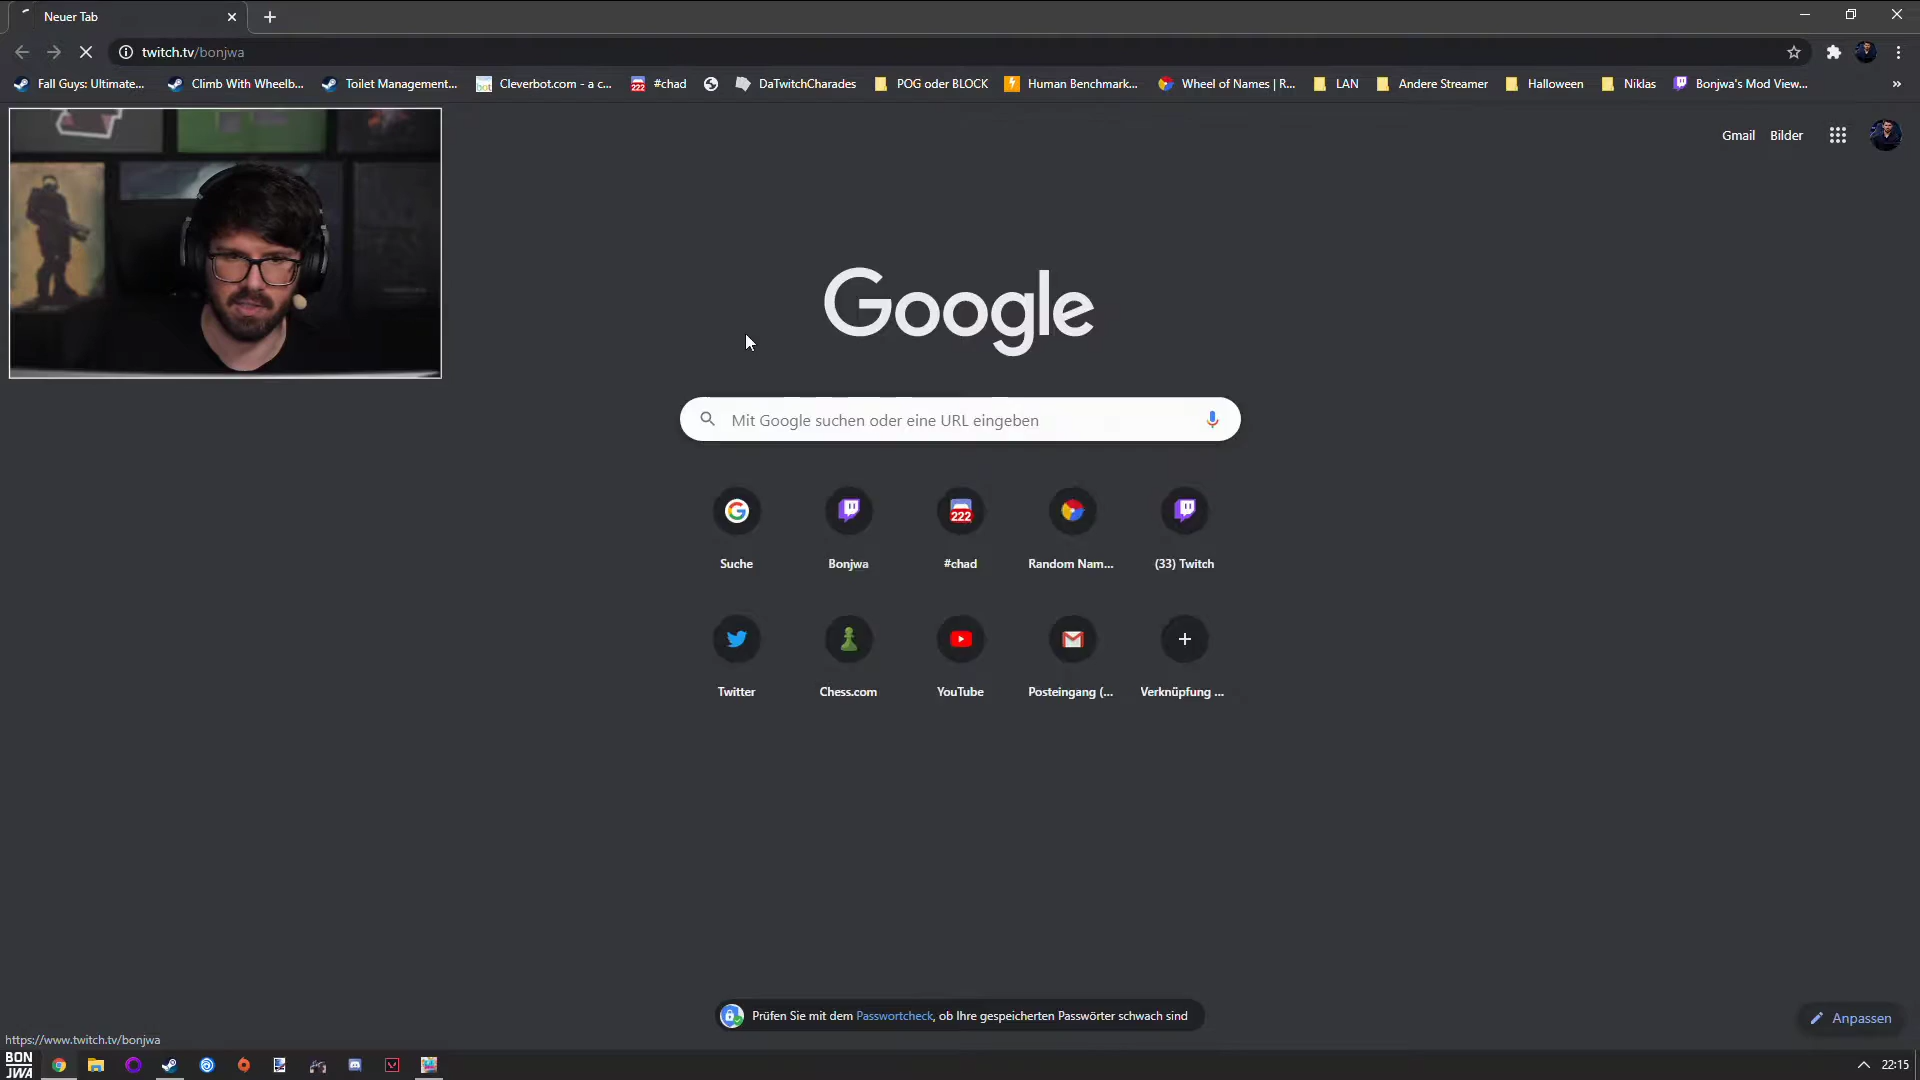 Neuer Tab
twitch.tv/bonjwa
Fall Guys: Ultimate... Climb With Wheelb... Toilet Management... Cleverbot.com - a c... #chad DaTwitchCharades POG oder BLOCK Human Benchmark... Wheel of Names | R... LAN Andere Streamer Halloween Niklas Bonjwa's Mod View... »
Gmail Bilder
Google
Mit Google suchen oder eine URL eingeben
222
Suche Bonjwa #chad Random Nam... (33) Twitch
Twitter Chess.com YouTube Posteingang (... Verknüpfung ...
Prüfen Sie mit dem Passwortcheck, ob Ihre gespeicherten Passwörter schwach sind
Anpassen
https://www.twitch.tv/bonjwa
BON
JWA
22:15